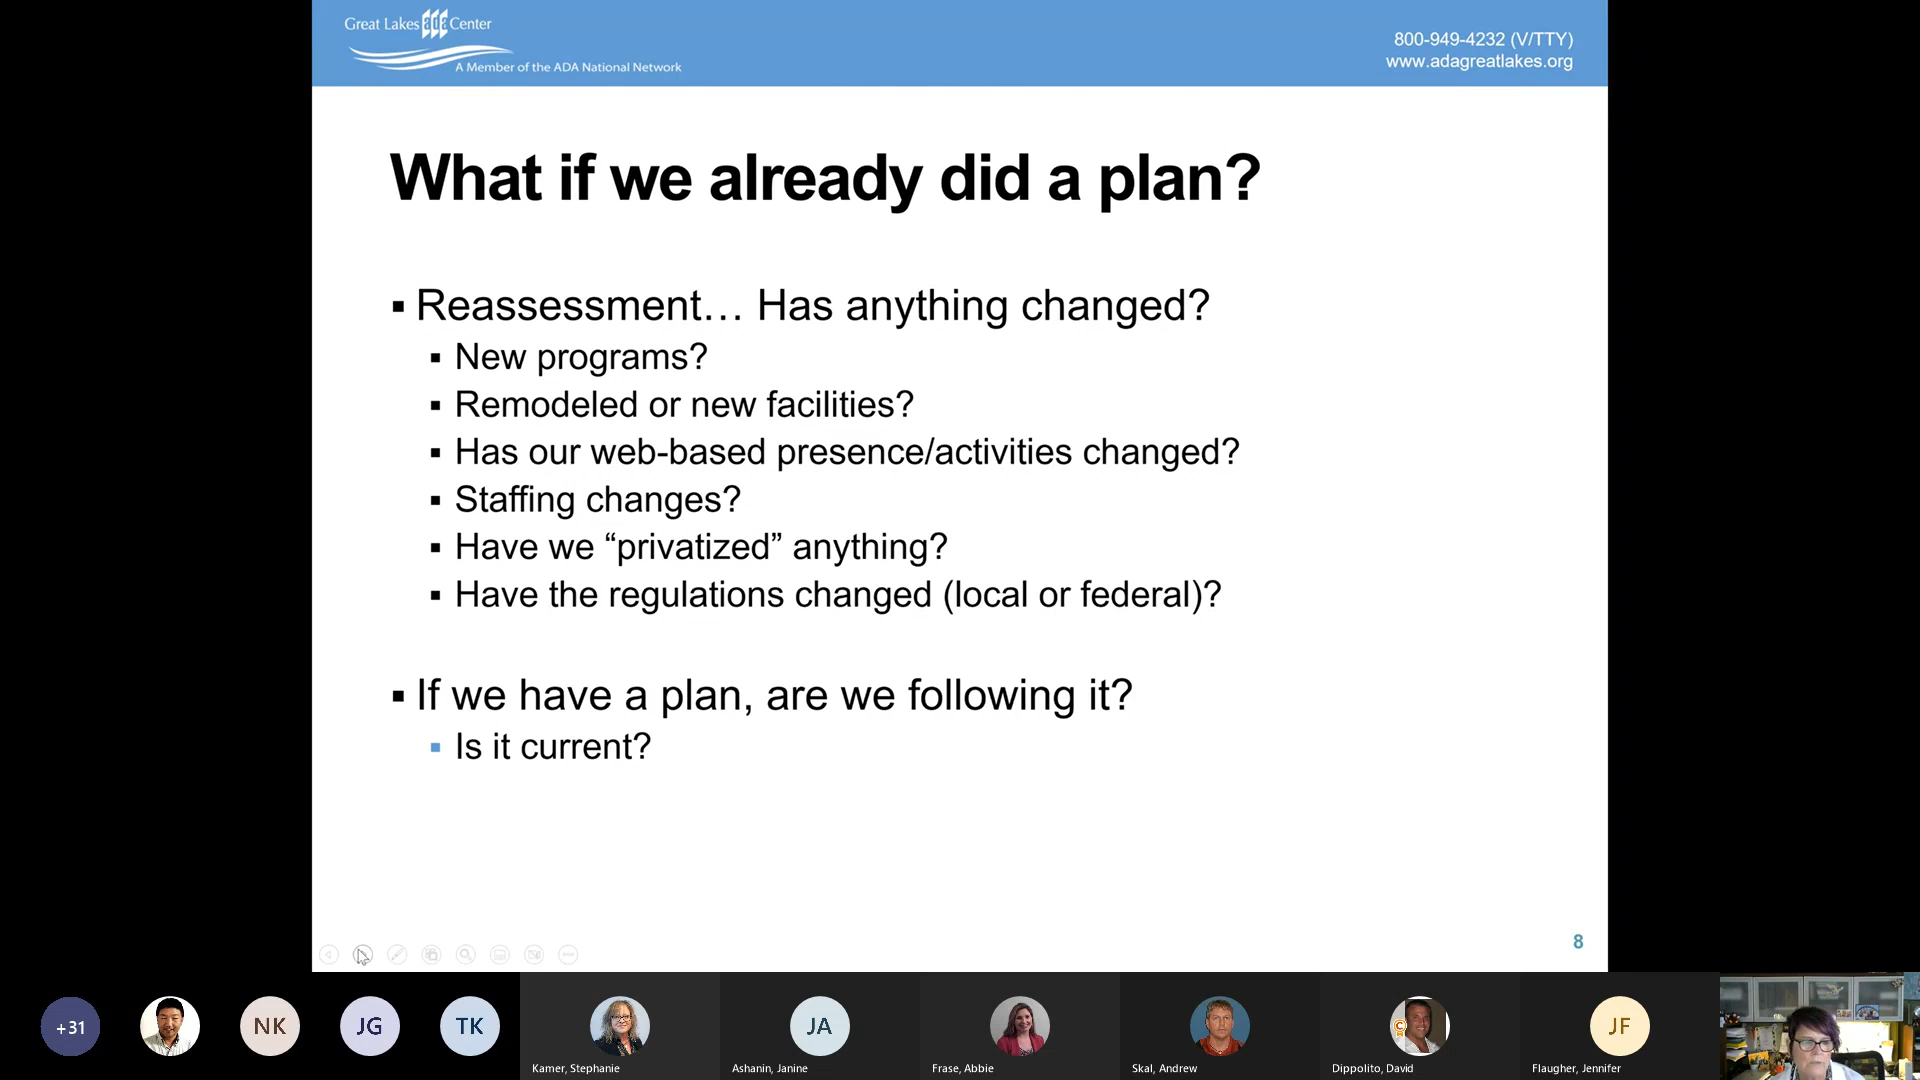 Great Lakes ada Center
A Member of the ADA National Network
800-949-4232 (V/TTY)
www.adagreatlakes.org
What if we already did a plan?
▪ Reassessment… Has anything changed?
▪ New programs?
▪ Remodeled or new facilities?
▪ Has our web-based presence/activities changed?
▪ Staffing changes?
▪ Have we “privatized” anything?
▪ Have the regulations changed (local or federal)?
▪ If we have a plan, are we following it?
▪ Is it current?
8
+31
NK
JG
TK
JA
JF
Kamer, Stephanie
Ashanin, Janine
Frase, Abbie
Skal, Andrew
Dippolito, David
Flaugher, Jennifer